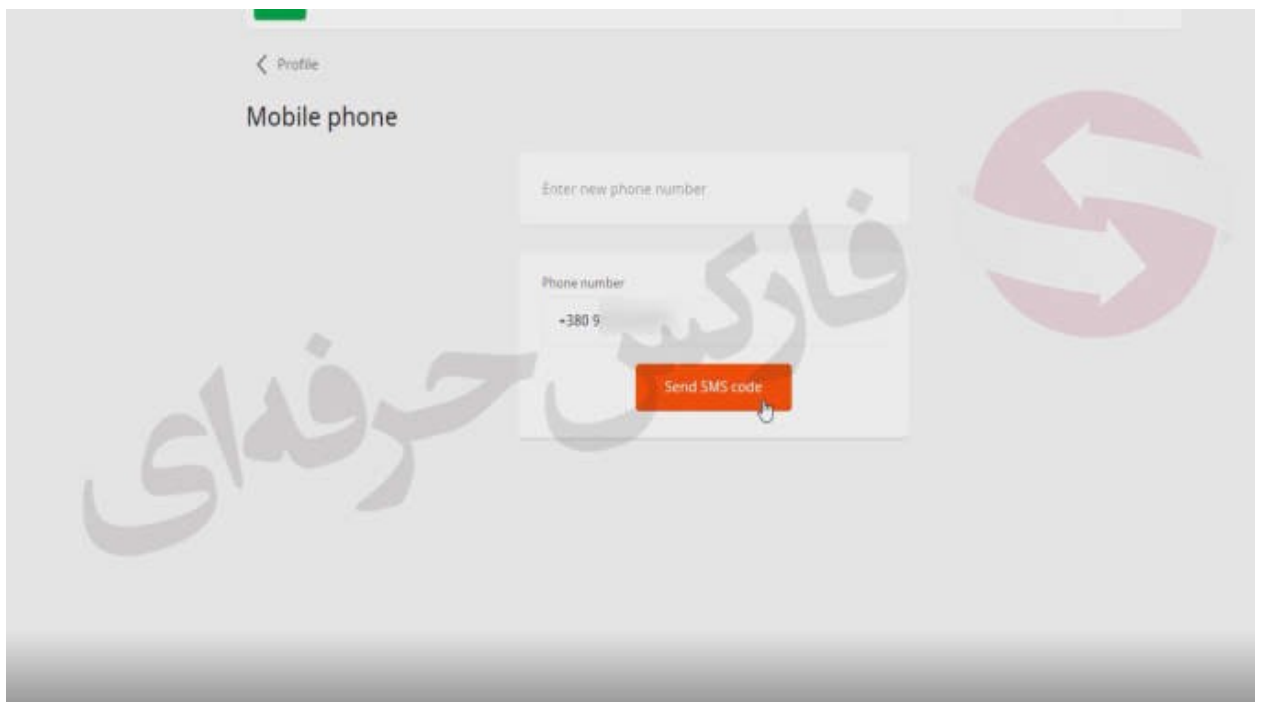 Profile
Mobile phone
Enter new phone number
Phone number
+380 9
Send SMS code
فارکس حرفه‌ای